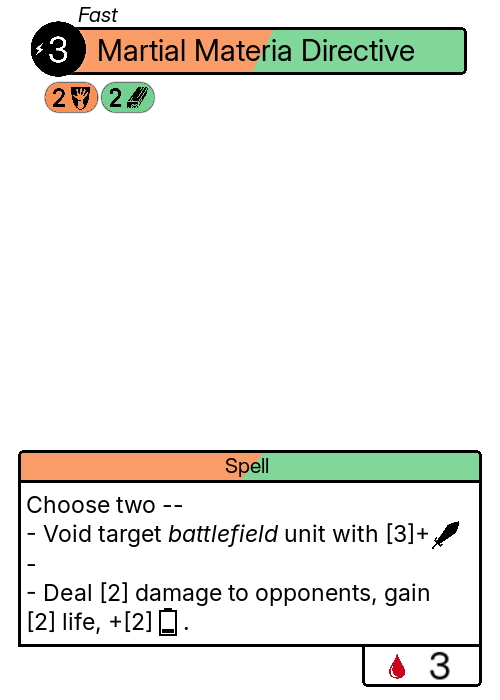 Fast
3 Martial Materia Directive
2 2
Spell
Choose two --
- Void target battlefield unit with [3]+
-
- Deal [2] damage to opponents, gain
[2] life, +[2] .
3